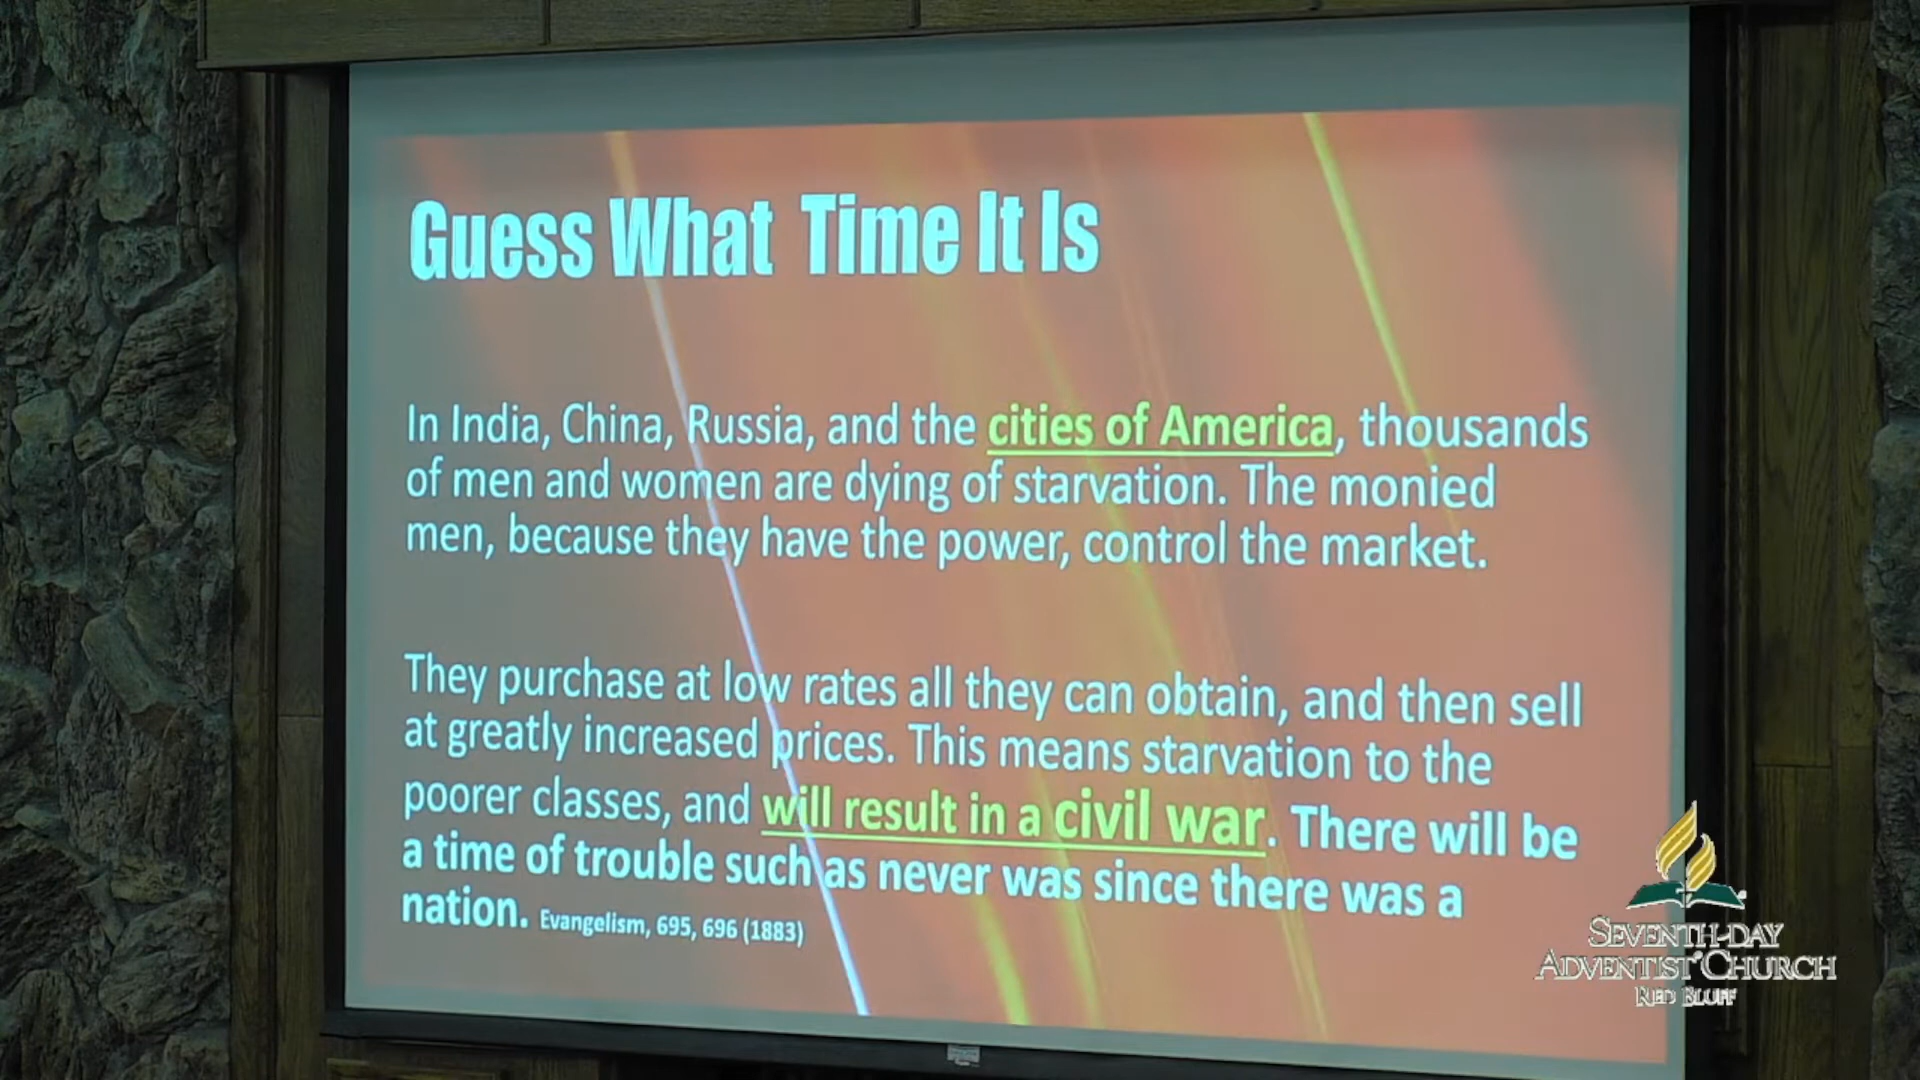 Guess What Time It Is
In India, China, Russia, and the cities of America, thousands
of men and women are dying of starvation. The monied
men, because they have the power, control the market.
They purchase at low rates all they can obtain, and then sell
at greatly increased prices. This means starvation to the
poorer classes, and will result in a civil war. There will be
a time of trouble such as never was since there was a
nation. Evangelism, 695, 696 (1883)
SEVENTH-DAY
ADVENTIST CHURCH
RED BLUFF